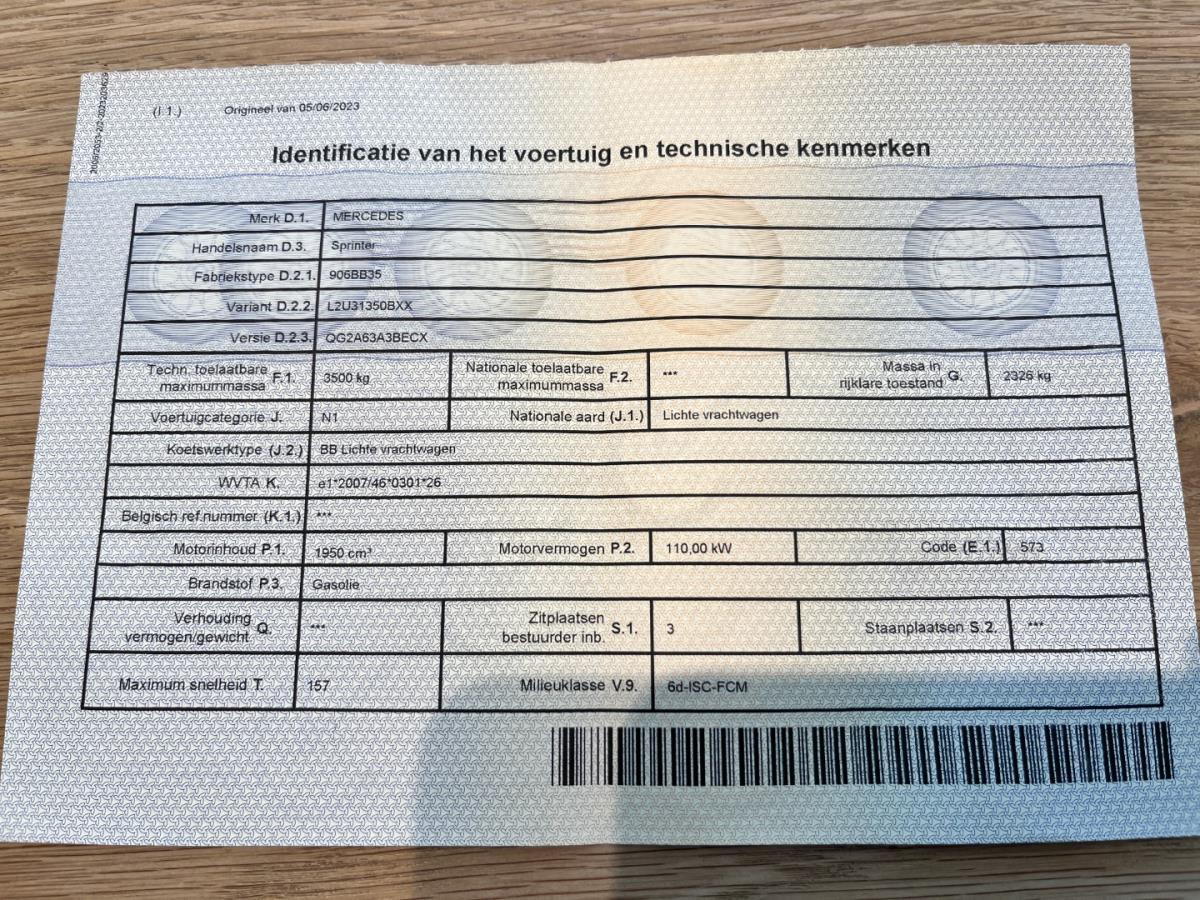 (I.1.) Origineel van 05/06/2023
Identificatie van het voertuig en technische kenmerken
Merk D.1. MERCEDES
Handelsnaam D.3. Sprinter
Fabriekstype D.2.1. 906BB35
Variant D.2.2. L2U31350BXX
Versie D.2.3. QG2A63A3BECX
Techn. toelaatbare maximummassa F.1. 3500 kg Nationale toelaatbare maximummassa F.2. *** Massa in rijklare toestand G. 2326 kg
Voertuigcategorie J. N1 Nationale aard (J.1.) Lichte vrachtwagen
Koetswerktype (J.2.) BB Lichte vrachtwagen
WVTA K. e1*2007/46*0301*26
Belgisch ref.nummer (K.1.) ***
Motorinhoud P.1. 1950 cm³ Motorvermogen P.2. 110,00 kW Code (E.1.) 573
Brandstof P.3. Gasolie
Verhouding vermogen/gewicht Q. *** Zitplaatsen bestuurder inb. S.1. 3 Staanplaatsen S.2. ***
Maximum snelheid T. 157 Milieuklasse V.9. 6d-ISC-FCM